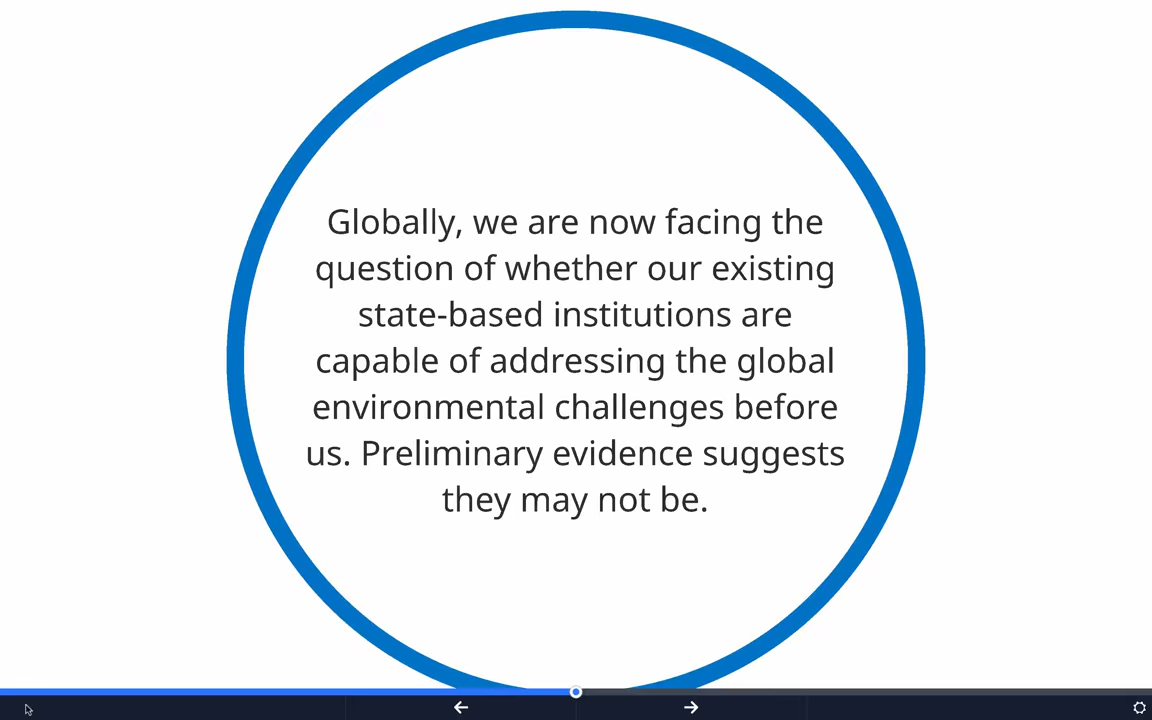 Globally, we are now facing the
question of whether our existing
state-based institutions are
capable of addressing the global
environmental challenges before
us. Preliminary evidence suggests
they may not be.